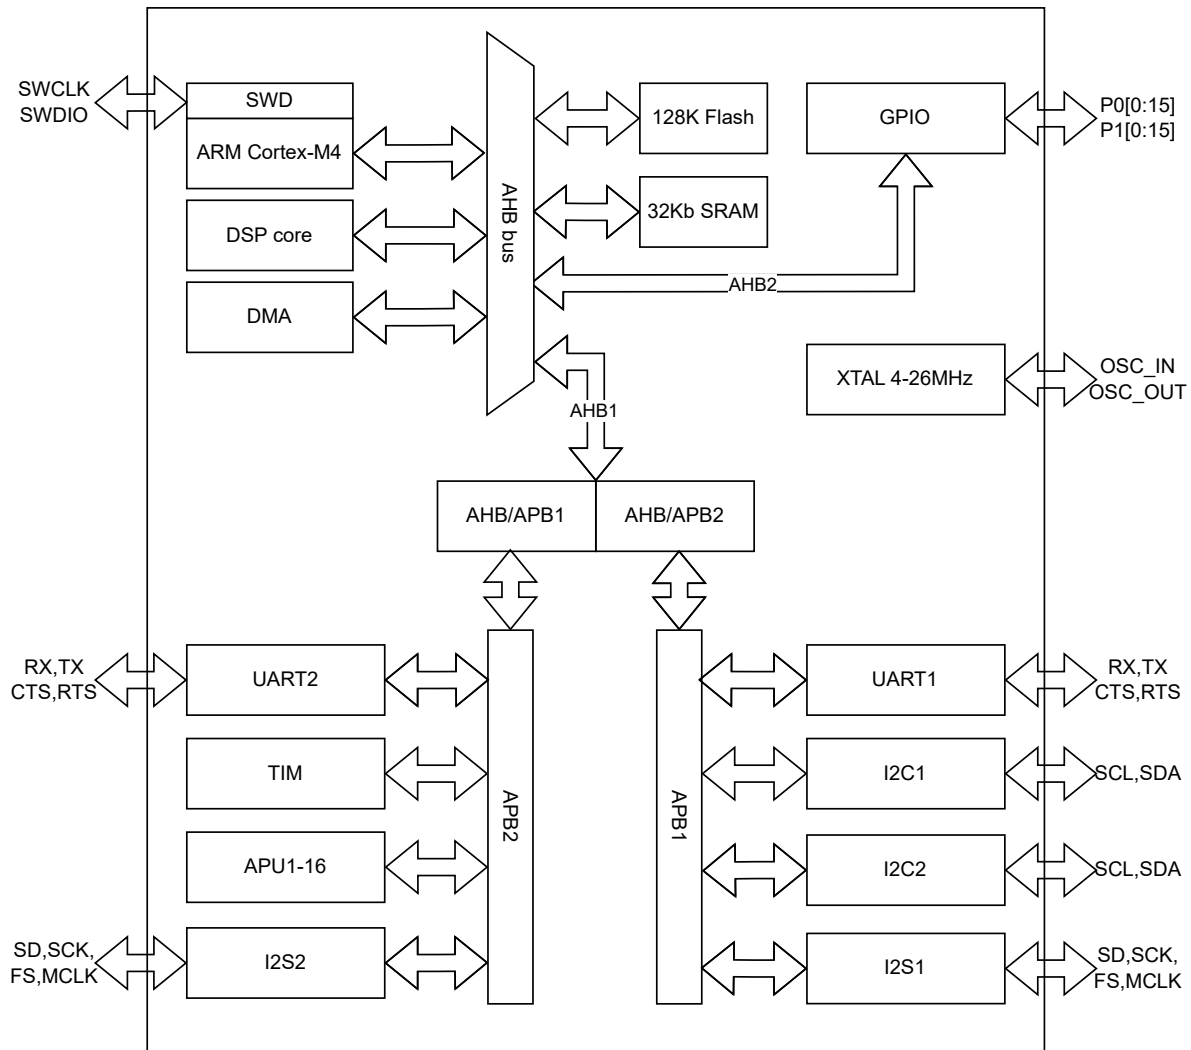 SWCLK
SWDIO
SWD
ARM Cortex-M4
DSP core
DMA
AHB bus
128K Flash
32Kb SRAM
GPIO
P0[0:15]
P1[0:15]
AHB2
XTAL 4-26MHz
OSC_IN
OSC_OUT
AHB1
AHB/APB1
AHB/APB2
RX,TX
CTS,RTS
UART2
TIM
APU1-16
SD,SCK,
FS,MCLK
I2S2
APB2
APB1
UART1
RX,TX
CTS,RTS
I2C1
SCL,SDA
I2C2
SCL,SDA
I2S1
SD,SCK,
FS,MCLK